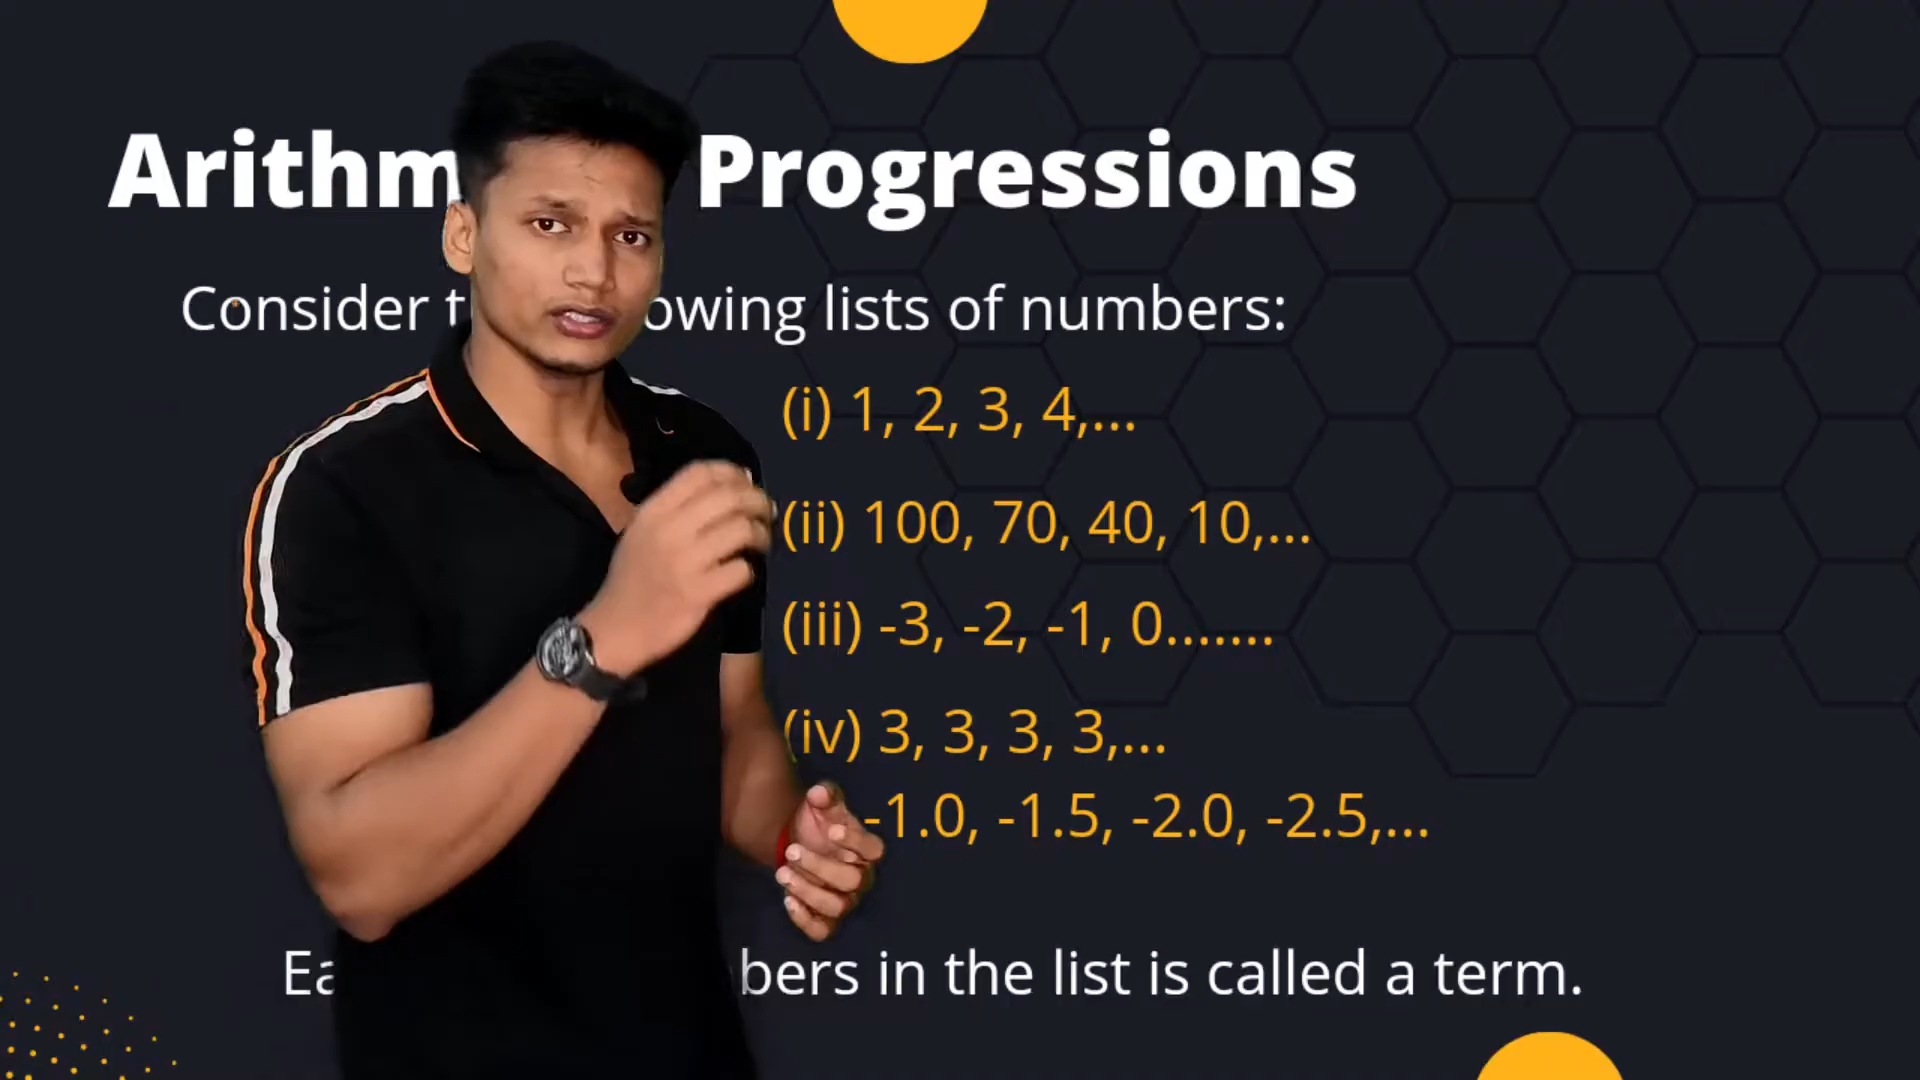 Arithm Progressions
Consider t owing lists of numbers:
(i) 1, 2, 3, 4,...
(ii) 100, 70, 40, 10,...
(iii) -3, -2, -1, 0.......
(iv) 3, 3, 3, 3,...
-1.0, -1.5, -2.0, -2.5,...
Ea bers in the list is called a term.